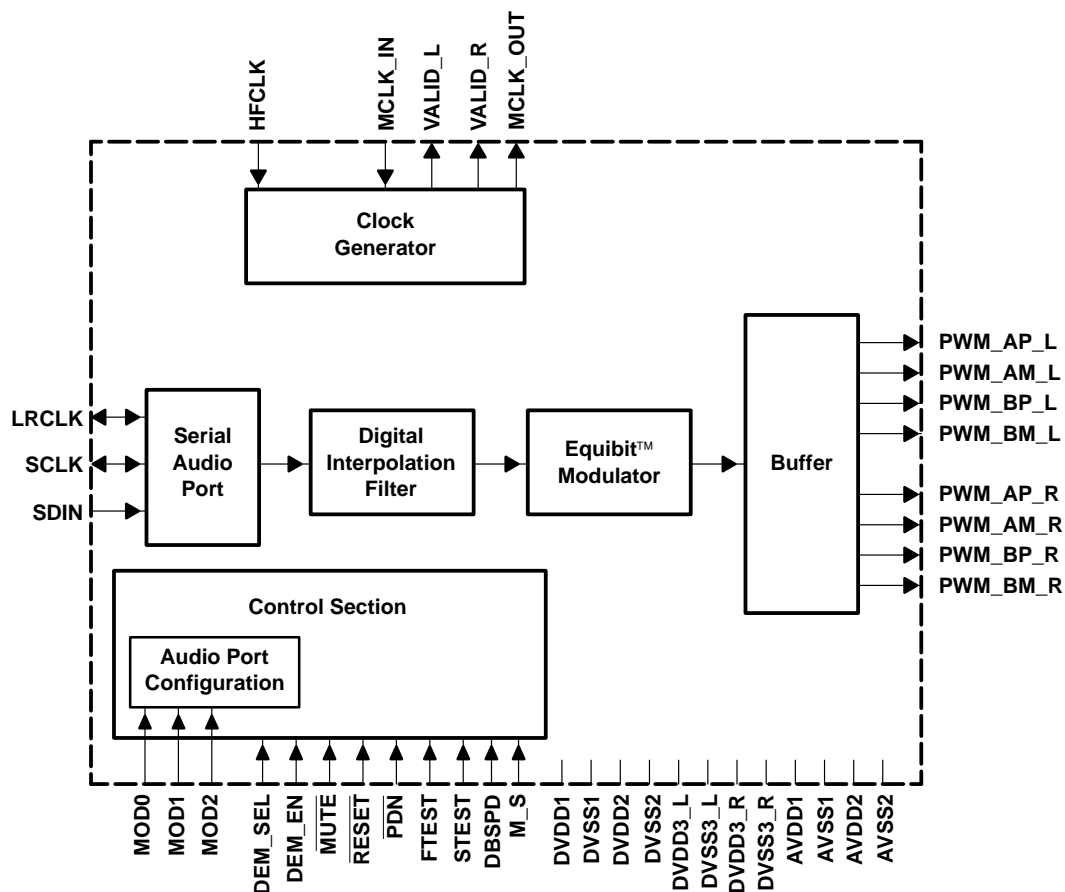 HFCLK
MCLK_IN
VALID_L
VALID_R
MCLK_OUT
Clock
Generator
LRCLK
SCLK
SDIN
Serial
Audio
Port
Digital
Interpolation
Filter
Equibit™
Modulator
Buffer
PWM_AP_L
PWM_AM_L
PWM_BP_L
PWM_BM_L
PWM_AP_R
PWM_AM_R
PWM_BP_R
PWM_BM_R
Control Section
Audio Port
Configuration
MOD0
MOD1
MOD2
DEM_SEL
DEM_EN
MUTE
RESET
PDN
FTEST
STEST
DBSPD
M_S
DVDD1
DVSS1
DVDD2
DVSS2
DVDD3_L
DVSS3_L
DVDD3_R
DVSS3_R
AVDD1
AVSS1
AVDD2
AVSS2